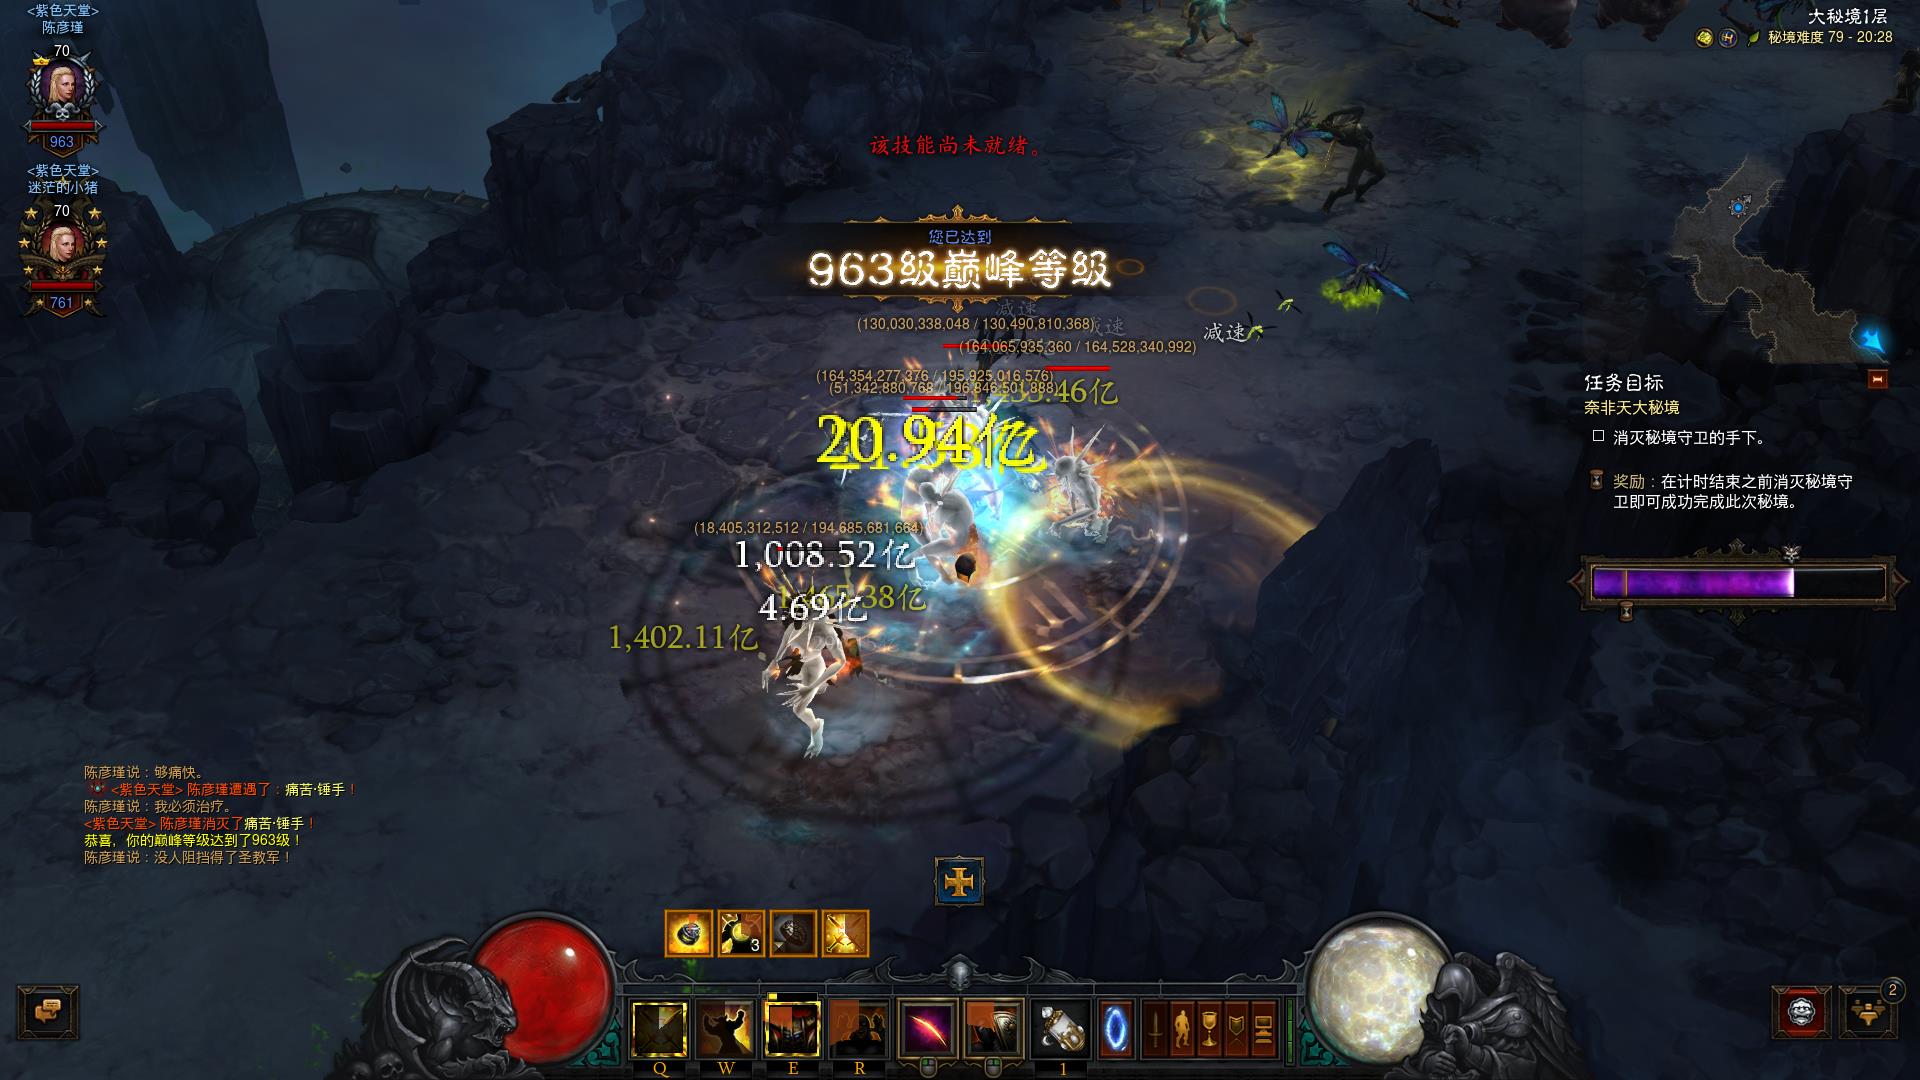 <紫色天堂>
陈彦瑾
70
963
<紫色天堂>
迷茫的小猪
70
761
大秘境1层
秘境难度 79 - 20:28
该技能尚未就绪。
您已达到
963级巅峰等级
减速
(130,030,338,048 / 130,490,810,368)
减速
减速
(164,065,935,360 / 164,528,340,992)
(164,354,277,376 / 195,925,016,576)
(51,342,880,768 / 196,846,501,888)
20.94亿
(18,405,312,512 / 194,685,681,664)
1,008.52亿
4.69亿
1,402.11亿
任务目标
奈非天大秘境
消灭秘境守卫的手下。
奖励：在计时结束之前消灭秘境守
卫即可成功完成此次秘境。
陈彦瑾说：够痛快。
<紫色天堂> 陈彦瑾遭遇了：痛苦·锤手！
陈彦瑾说：我必须治疗。
<紫色天堂> 陈彦瑾消灭了痛苦·锤手！
恭喜，你的巅峰等级达到了963级！
陈彦瑾说：没人阻挡得了圣教军！
3
Q
W
E
R
1
2